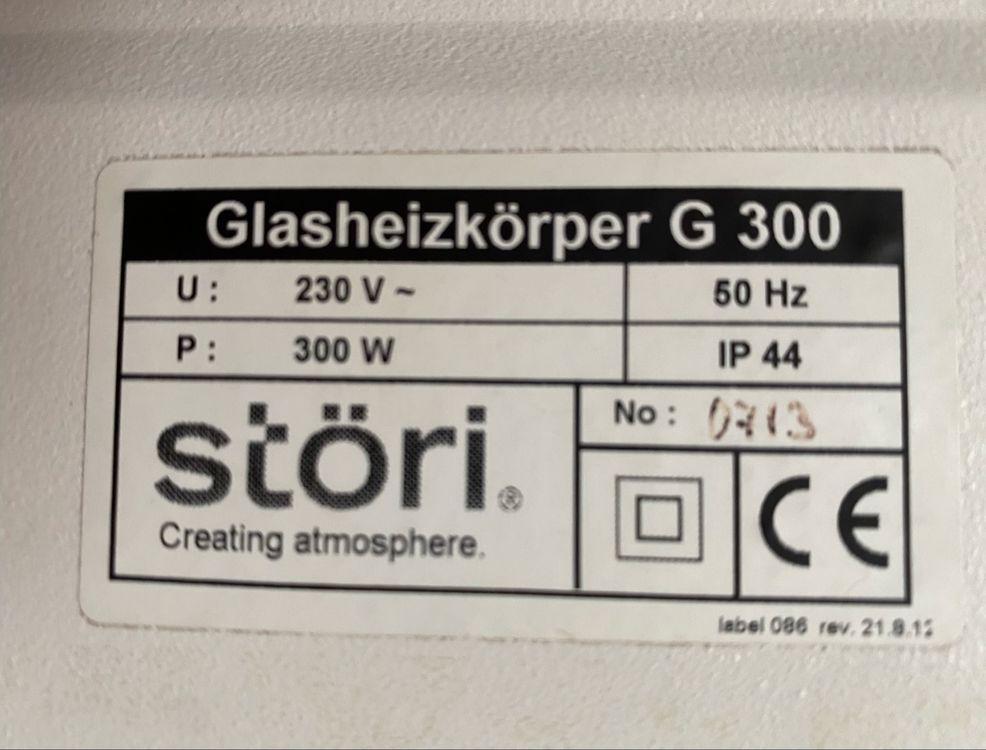 Glasheizkörper G 300
U : 230 V ~ 50 Hz
P : 300 W IP 44
störi®
Creating atmosphere.
No : 0713
CE
label 086 rev. 21.8.12